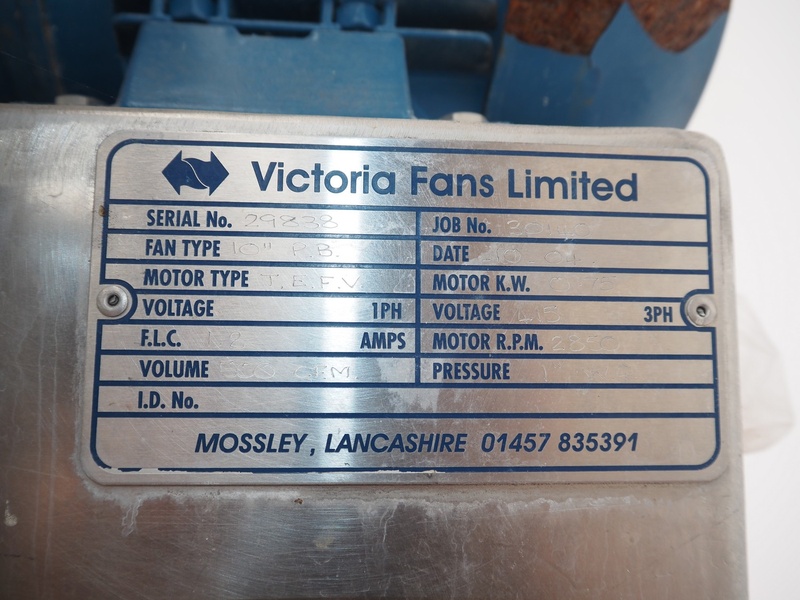 Victoria Fans Limited
SERIAL No. 29838 JOB No.
FAN TYPE 10" B. DATE
MOTOR TYPE T.E.F.V MOTOR K.W.
VOLTAGE 1PH VOLTAGE 415 3PH
F.L.C. AMPS MOTOR R.P.M.
VOLUME PRESSURE
I.D. No.
MOSSLEY, LANCASHIRE 01457 835391